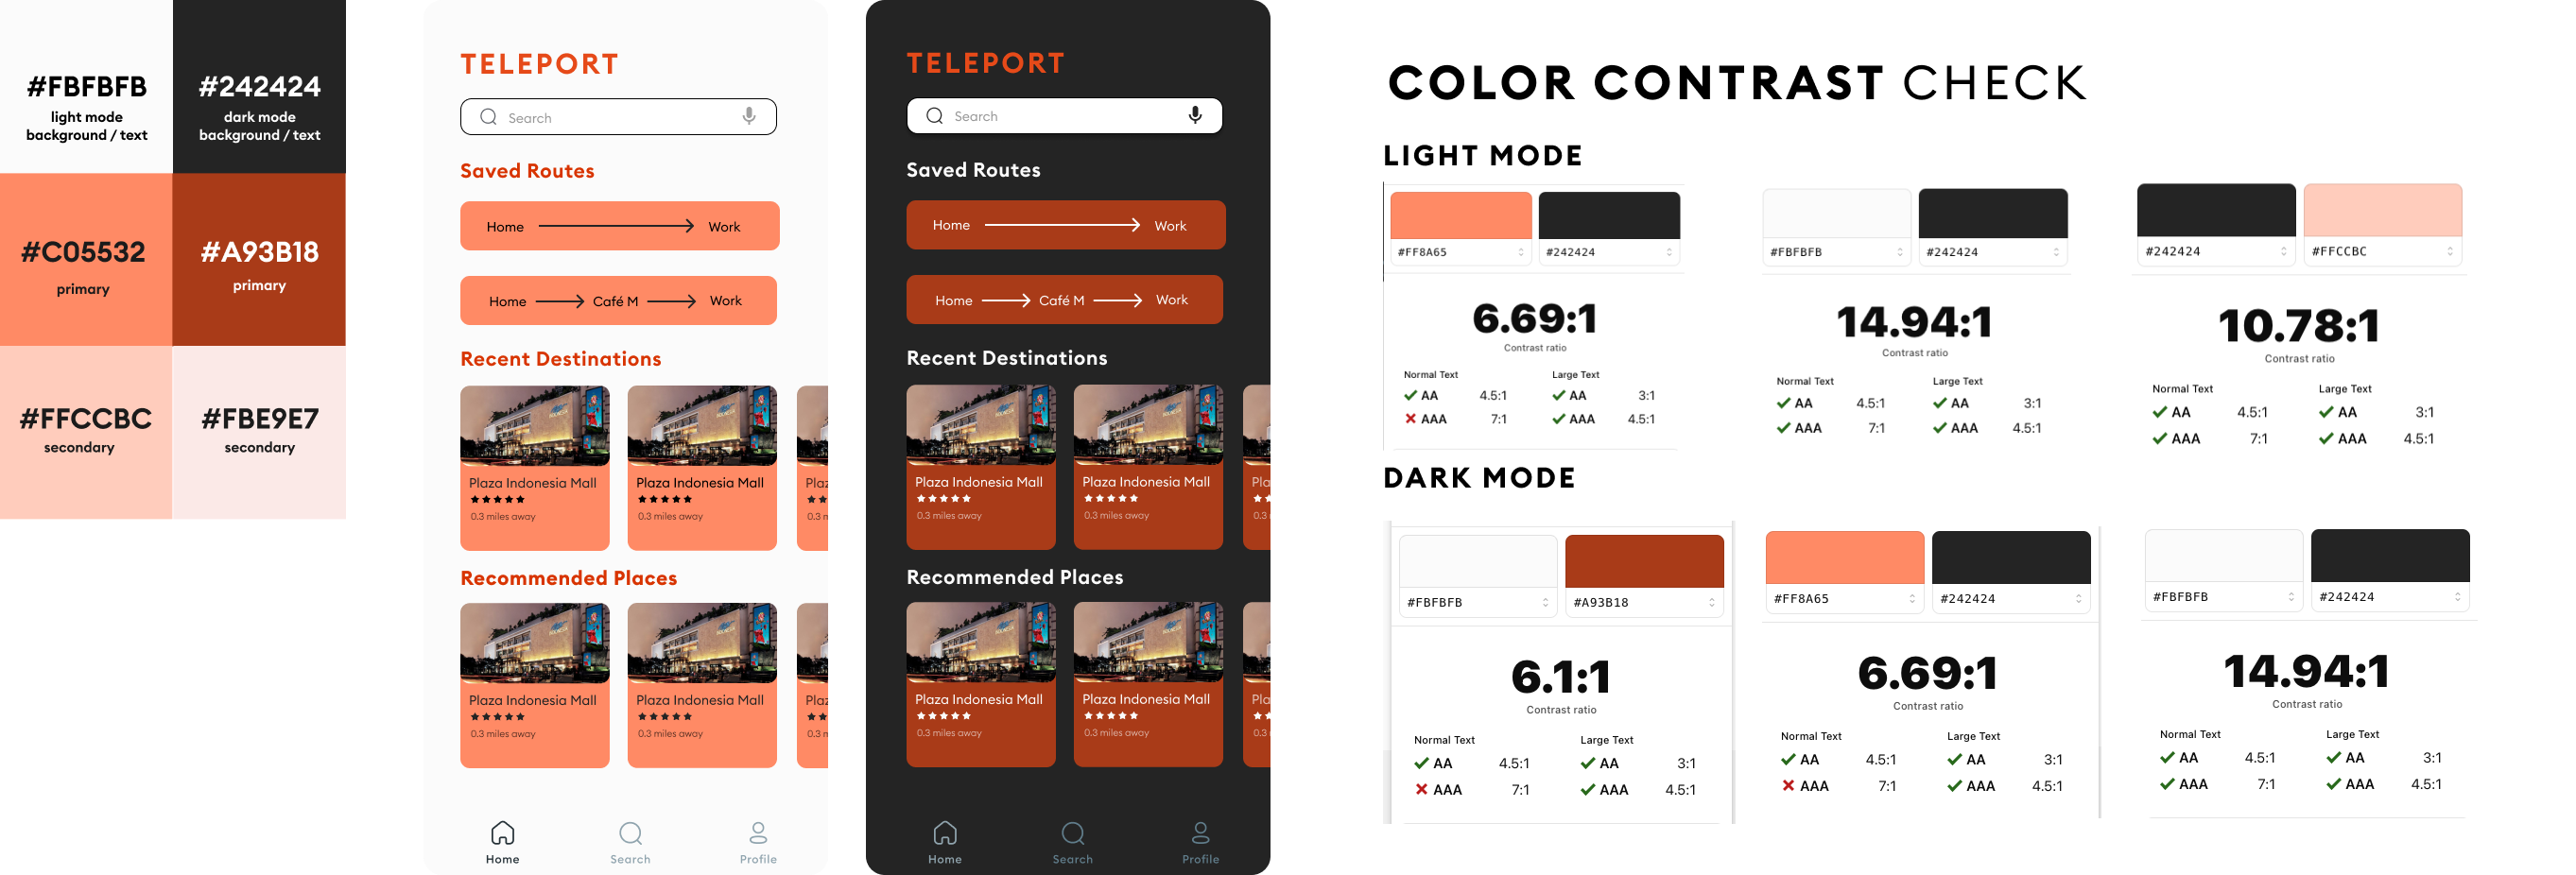 #FBFBFB
light mode
background / text
#242424
dark mode
background / text
#C05532
primary
#A93B18
primary
#FFCCBC
secondary
#FBE9E7
secondary
TELEPORT
Search
Saved Routes
Home Work
Home Café M Work
Recent Destinations
Plaza Indonesia Mall Plaza Indonesia Mall Plaz
0.3 miles away 0.3 miles away 0.3 n
Recommended Places
Plaza Indonesia Mall Plaza Indonesia Mall Plaz
0.3 miles away 0.3 miles away 0.3 n
Home Search Profile
TELEPORT
Search
Saved Routes
Home Work
Home Café M Work
Recent Destinations
Plaza Indonesia Mall Plaza Indonesia Mall Pla
0.3 miles away 0.3 miles away 0.3
Recommended Places
Plaza Indonesia Mall Plaza Indonesia Mall Pla
0.3 miles away 0.3 miles away 0.3
Home Search Profile
COLOR CONTRAST CHECK
LIGHT MODE
#FF8A65 #242424
6.69:1
Contrast ratio
Normal Text Large Text
AA 4.5:1 AA 3:1
AAA 7:1 AAA 4.5:1
#FBFBFB #242424
14.94:1
Contrast ratio
Normal Text Large Text
AA 4.5:1 AA 3:1
AAA 7:1 AAA 4.5:1
#242424 #FFCCBC
10.78:1
Contrast ratio
Normal Text Large Text
AA 4.5:1 AA 3:1
AAA 7:1 AAA 4.5:1
DARK MODE
#FBFBFB #A93B18
6.1:1
Contrast ratio
Normal Text Large Text
AA 4.5:1 AA 3:1
AAA 7:1 AAA 4.5:1
#FF8A65 #242424
6.69:1
Contrast ratio
Normal Text Large Text
AA 4.5:1 AA 3:1
AAA 7:1 AAA 4.5:1
#FBFBFB #242424
14.94:1
Contrast ratio
Normal Text Large Text
AA 4.5:1 AA 3:1
AAA 7:1 AAA 4.5:1